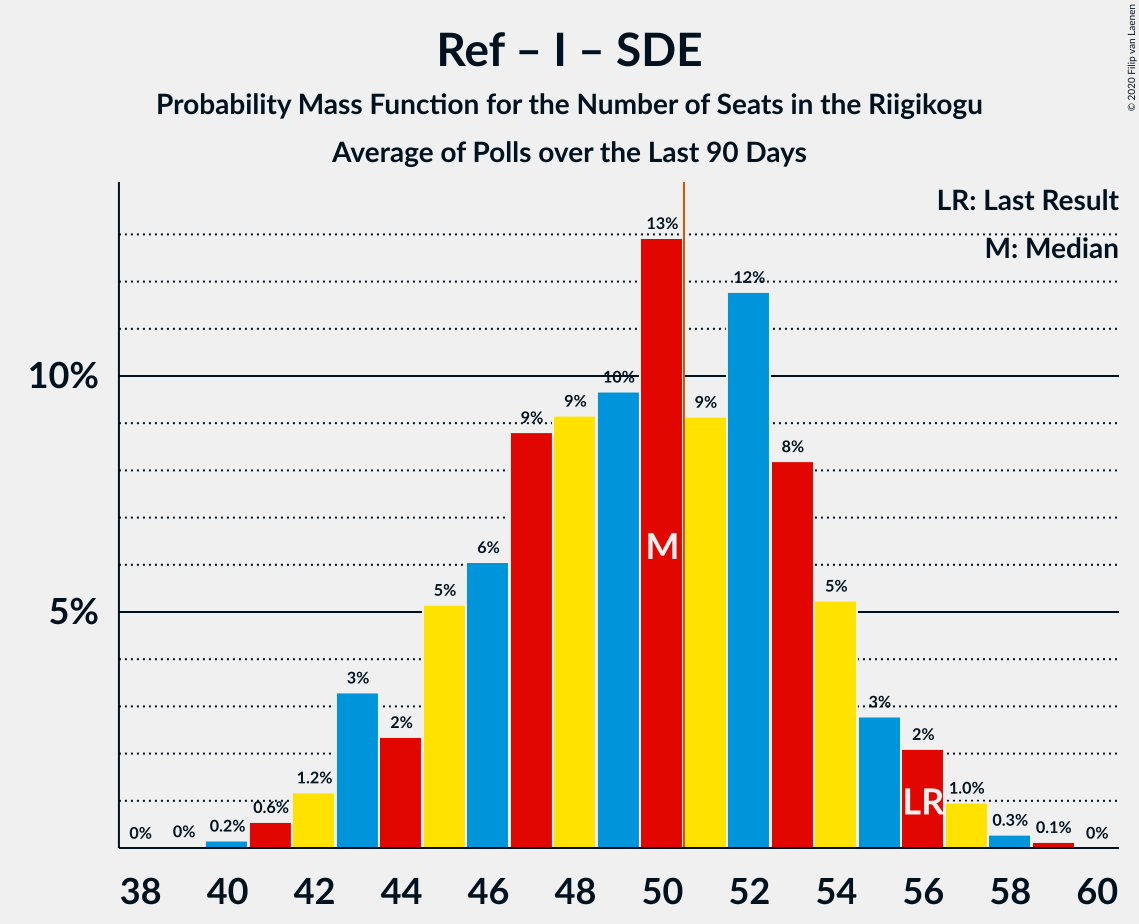 Ref – I – SDE
Probability Mass Function for the Number of Seats in the Riigikogu
Average of Polls over the Last 90 Days
© 2020 Filip van Laenen
LR: Last Result
M: Median
10%
5%
0%
0%
0.2%
0.6%
1.2%
3%
2%
5%
6%
9%
9%
10%
13%
9%
12%
8%
5%
3%
2%
1.0%
0.3%
0.1%
0%
M
LR
38 40 42 44 46 48 50 52 54 56 58 60